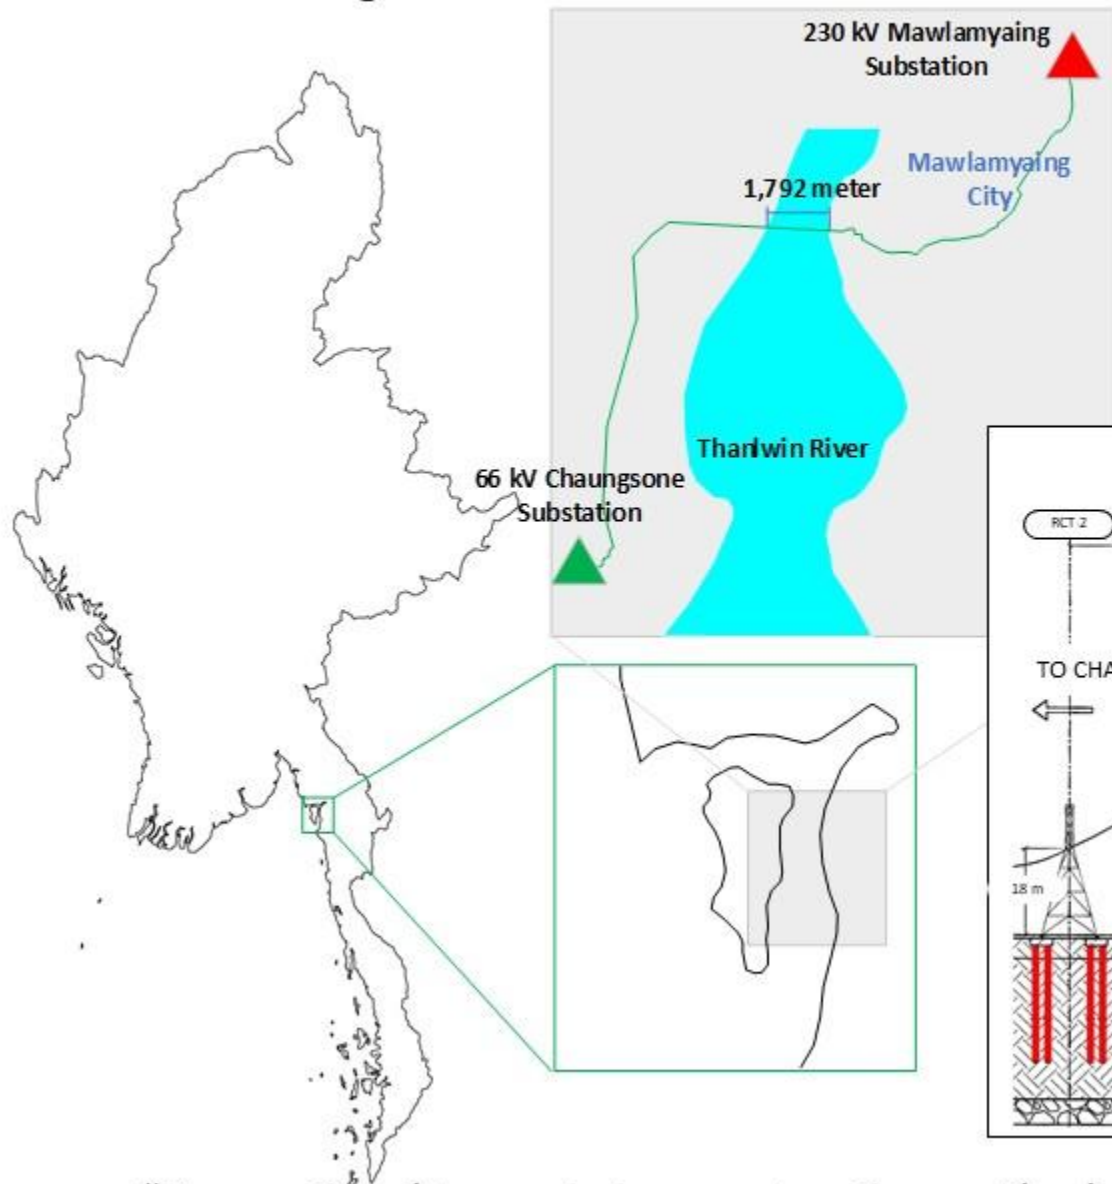 230 kV Mawlamyaing
Substation
Mawlamyaing
City
1,792 meter
Thanlwin River
66 kV Chaungsone
Substation
RCT-2
TO CHA
18 m